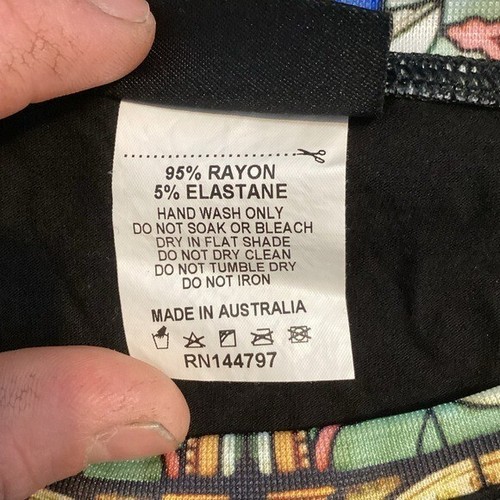 95% RAYON
5% ELASTANE
HAND WASH ONLY
DO NOT SOAK OR BLEACH
DRY IN FLAT SHADE
DO NOT DRY CLEAN
DO NOT TUMBLE DRY
DO NOT IRON
MADE IN AUSTRALIA
RN144797